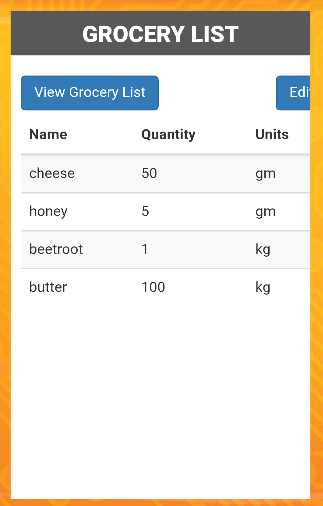 GROCERY LIST
View Grocery List Edi
Name Quantity Units
cheese 50 gm
honey 5 gm
beetroot 1 kg
butter 100 kg